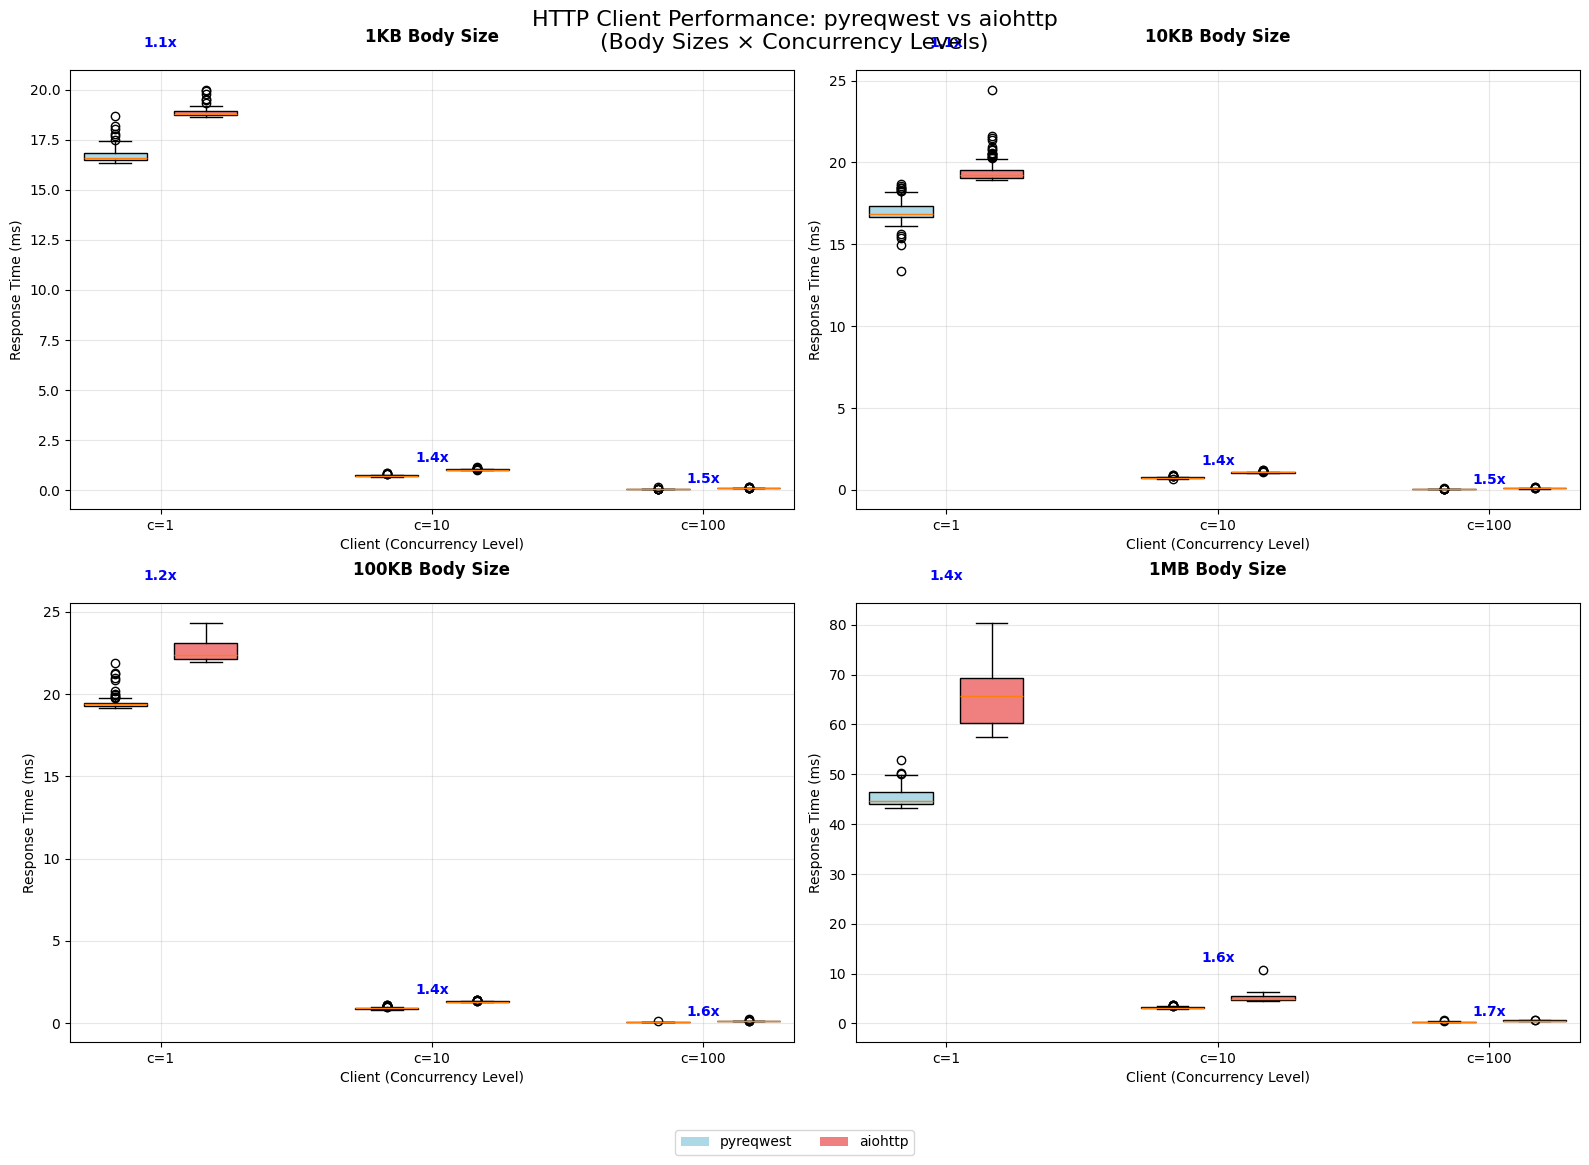 HTTP Client Performance: pyreqwest vs aiohttp
(Body Sizes × Concurrency Levels)
1KB Body Size
1.1x
20.0
17.5
15.0
12.5
10.0
7.5
5.0
2.5
0.0
Response Time (ms)
1.4x
1.5x
c=1
c=10
c=100
Client (Concurrency Level)
10KB Body Size
1.1x
25
20
15
10
5
0
Response Time (ms)
1.4x
1.5x
c=1
c=10
c=100
Client (Concurrency Level)
100KB Body Size
1.2x
25
20
15
10
5
0
Response Time (ms)
1.4x
1.6x
c=1
c=10
c=100
Client (Concurrency Level)
1MB Body Size
1.4x
80
70
60
50
40
30
20
10
0
Response Time (ms)
1.6x
1.7x
c=1
c=10
c=100
Client (Concurrency Level)
pyreqwest
aiohttp